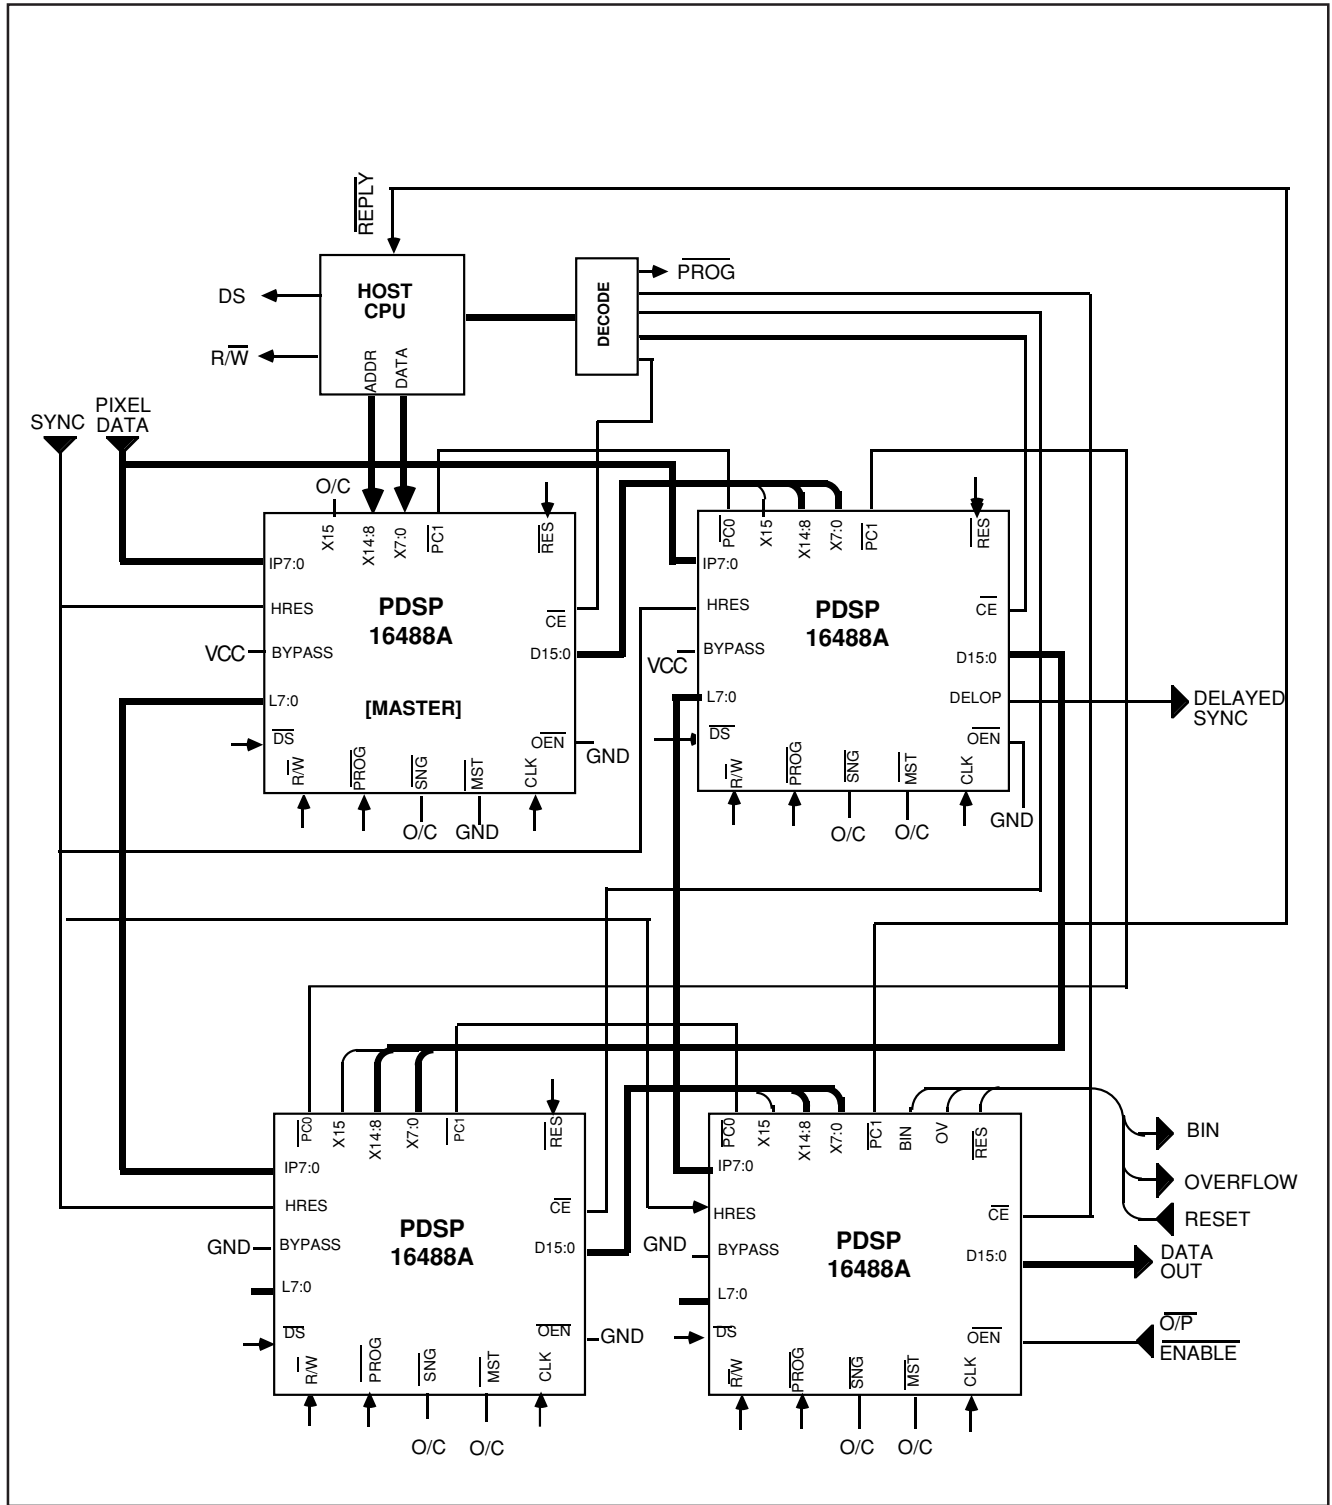 REPLY
HOST
CPU
ADDR
DATA
DS
R/W
DECODE
PROG
SYNC
PIXEL
DATA
O/C
X15
X14:8
X7:0
PC1
RES
IP7:0
HRES
VCC
BYPASS
L7:0
DS
PDSP
16488A
[MASTER]
CE
D15:0
OEN
GND
R/W
PROG
SNG
MST
CLK
O/C
GND
PC0
X15
X14:8
X7:0
PC1
RES
IP7:0
HRES
BYPASS
VCC
L7:0
DS
PDSP
16488A
CE
D15:0
DELOP
OEN
GND
DELAYED
SYNC
R/W
PROG
SNG
MST
CLK
O/C
O/C
PC0
X15
X14:8
X7:0
PC1
RES
IP7:0
HRES
GND
BYPASS
L7:0
DS
PDSP
16488A
CE
D15:0
OEN
GND
R/W
PROG
SNG
MST
CLK
O/C
O/C
PC0
X15
X14:8
X7:0
PC1
BIN
OV
RES
IP7:0
HRES
GND
BYPASS
L7:0
DS
PDSP
16488A
CE
D15:0
OEN
R/W
PROG
SNG
MST
CLK
O/C
O/C
BIN
OVERFLOW
RESET
DATA
OUT
O/P
ENABLE